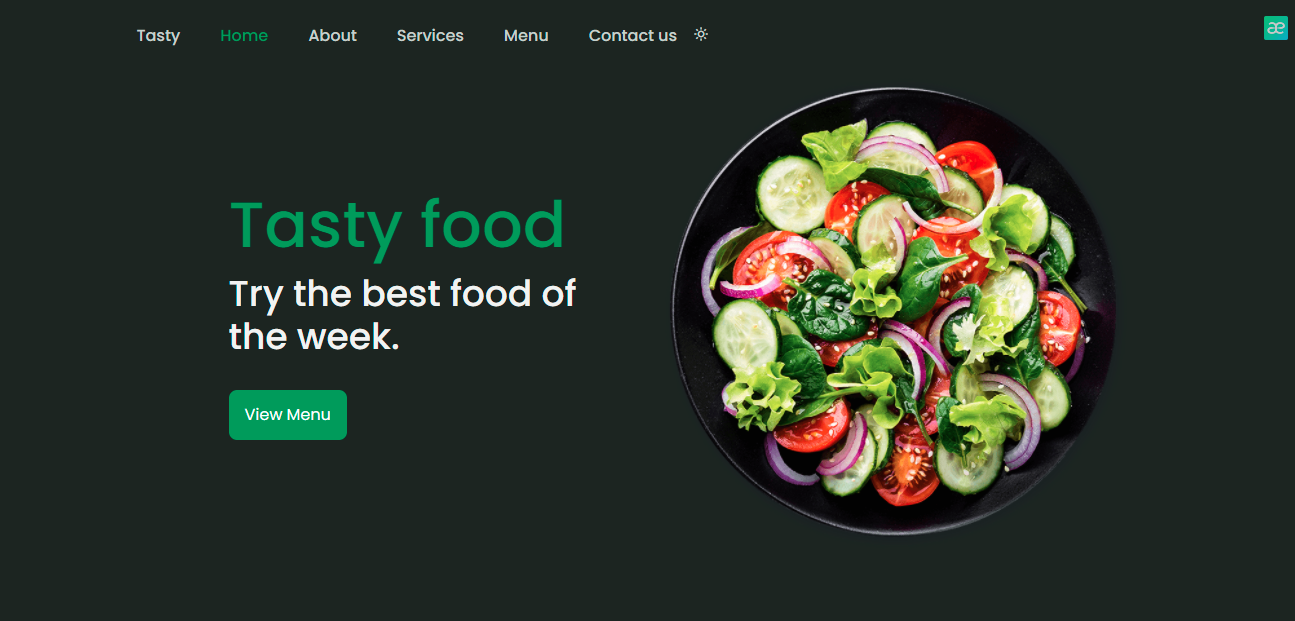 Tasty Home About Services Menu Contact us
æ
Tasty food
Try the best food of
the week.
View Menu